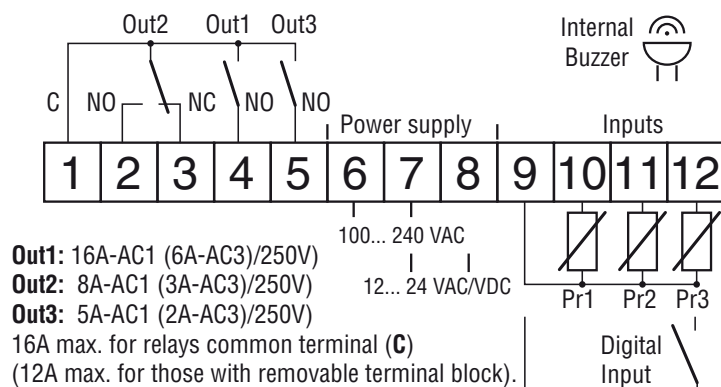 Out2 Out1 Out3 Internal
Buzzer
C NO NC NO NO
Power supply Inputs
1 2 3 4 5 6 7 8 9 10 11 12
100... 240 VAC
12... 24 VAC/VDC
Pr1 Pr2 Pr3
Out1: 16A-AC1 (6A-AC3)/250V)
Out2: 8A-AC1 (3A-AC3)/250V)
Out3: 5A-AC1 (2A-AC3)/250V)
16A max. for relays common terminal (C)
(12A max. for those with removable terminal block).
Digital
Input